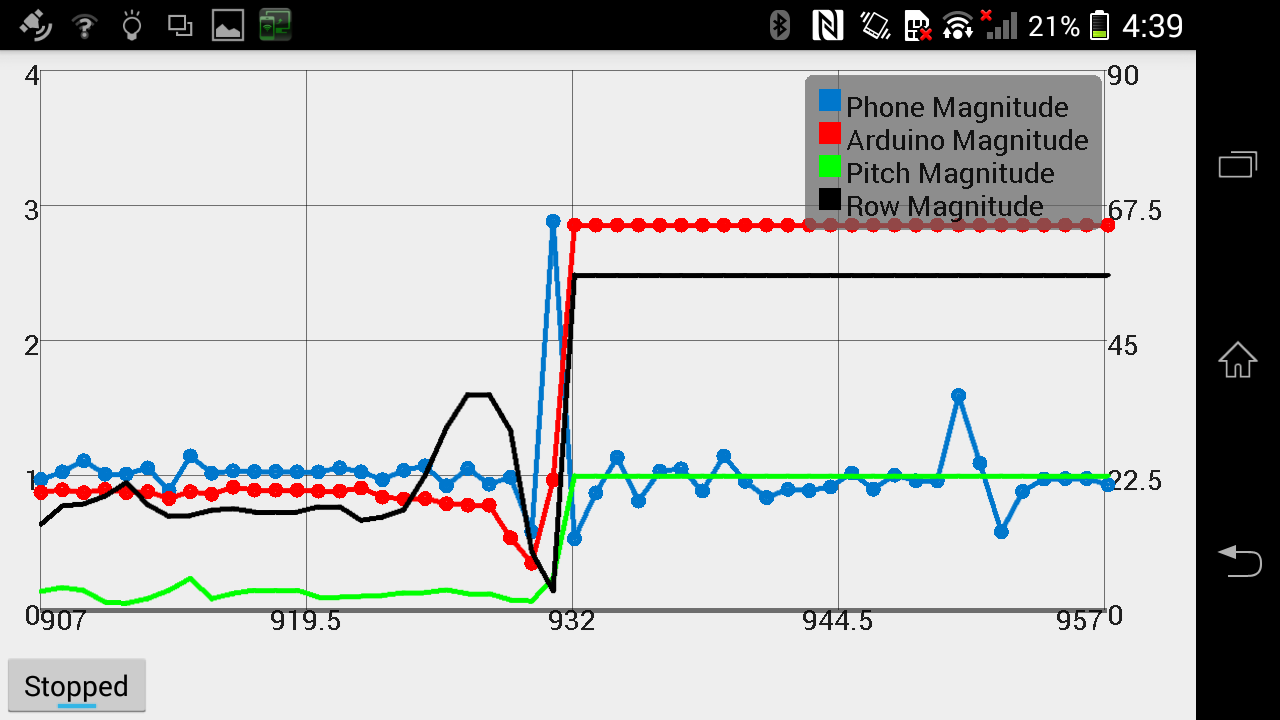 21% 4:39
4 90
Phone Magnitude
Arduino Magnitude
Pitch Magnitude
Row Magnitude
3 67.5
2 45
1 22.5
0 907 919.5 932 944.5 957 0
Stopped